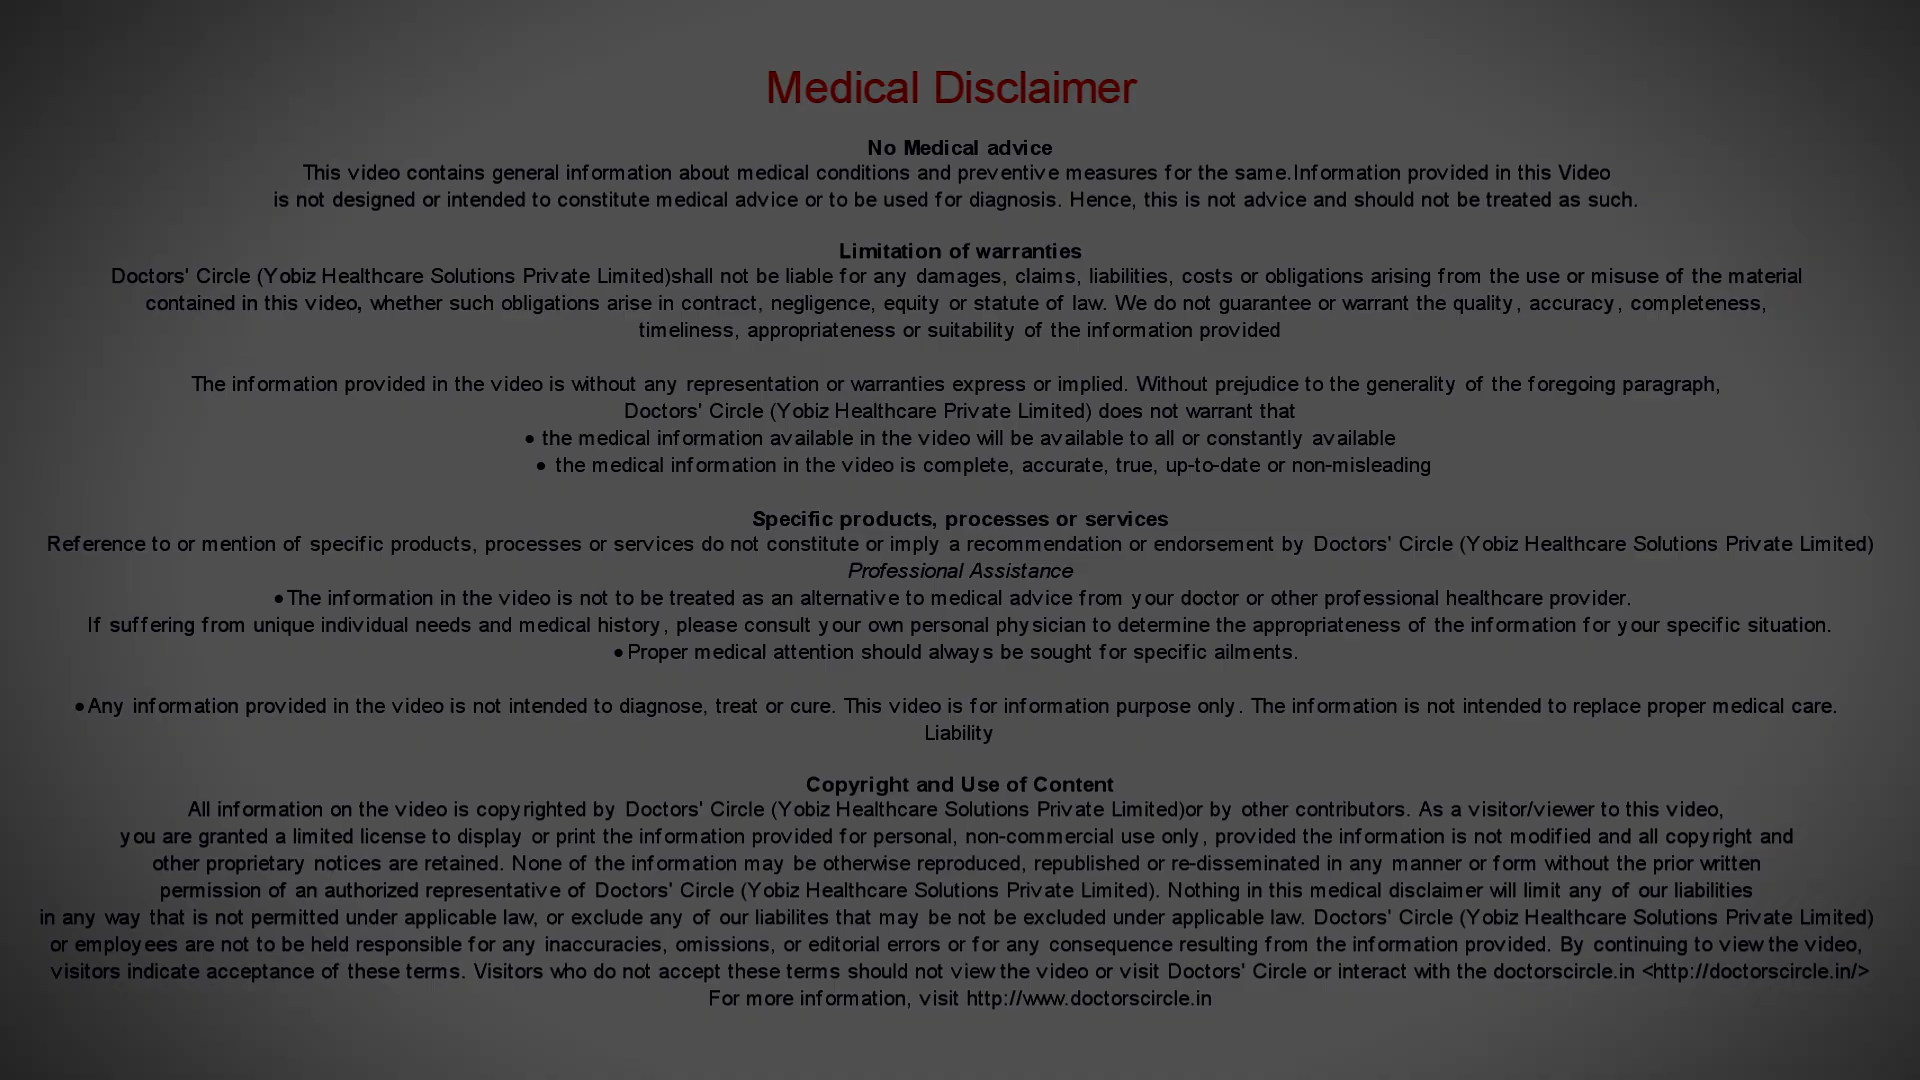 Medical Disclaimer
No Medical advice
This video contains general information about medical conditions and preventive measures for the same.Information provided in this Video
is not designed or intended to constitute medical advice or to be used for diagnosis. Hence, this is not advice and should not be treated as such.
Limitation of warranties
Doctors' Circle (Yobiz Healthcare Solutions Private Limited)shall not be liable for any damages, claims, liabilities, costs or obligations arising from the use or misuse of the material
contained in this video, whether such obligations arise in contract, negligence, equity or statute of law. We do not guarantee or warrant the quality, accuracy, completeness,
timeliness, appropriateness or suitability of the information provided
The information provided in the video is without any representation or warranties express or implied. Without prejudice to the generality of the foregoing paragraph,
Doctors' Circle (Yobiz Healthcare Private Limited) does not warrant that
• the medical information available in the video will be available to all or constantly available
• the medical information in the video is complete, accurate, true, up-to-date or non-misleading
Specific products, processes or services
Reference to or mention of specific products, processes or services do not constitute or imply a recommendation or endorsement by Doctors' Circle (Yobiz Healthcare Solutions Private Limited)
Professional Assistance
•The information in the video is not to be treated as an alternative to medical advice from your doctor or other professional healthcare provider.
If suffering from unique individual needs and medical history, please consult your own personal physician to determine the appropriateness of the information for your specific situation.
•Proper medical attention should always be sought for specific ailments.
•Any information provided in the video is not intended to diagnose, treat or cure. This video is for information purpose only. The information is not intended to replace proper medical care.
Liability
Copyright and Use of Content
All information on the video is copyrighted by Doctors' Circle (Yobiz Healthcare Solutions Private Limited)or by other contributors. As a visitor/viewer to this video,
you are granted a limited license to display or print the information provided for personal, non-commercial use only, provided the information is not modified and all copyright and
other proprietary notices are retained. None of the information may be otherwise reproduced, republished or re-disseminated in any manner or form without the prior written
permission of an authorized representative of Doctors' Circle (Yobiz Healthcare Solutions Private Limited). Nothing in this medical disclaimer will limit any of our liabilities
in any way that is not permitted under applicable law, or exclude any of our liabilites that may be not be excluded under applicable law. Doctors' Circle (Yobiz Healthcare Solutions Private Limited)
or employees are not to be held responsible for any inaccuracies, omissions, or editorial errors or for any consequence resulting from the information provided. By continuing to view the video,
visitors indicate acceptance of these terms. Visitors who do not accept these terms should not view the video or visit Doctors' Circle or interact with the doctorscircle.in <http://doctorscircle.in/>
For more information, visit http://www.doctorscircle.in